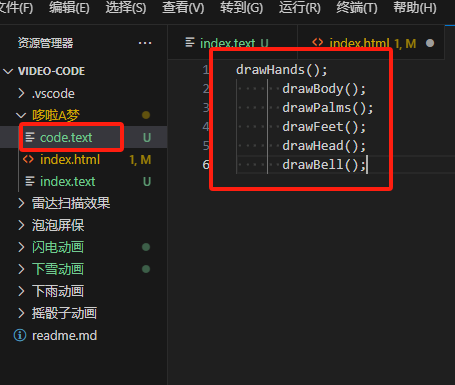 文件(F) 编辑(E) 选择(S) 查看(V) 转到(G) 运行(R) 终端(T) 帮助(H)
资源管理器 ···
index.text U
index.html 1, M
VIDEO-CODE
.vscode
哆啦A梦
code.text U
index.html 1, M
index.text U
雷达扫描效果
泡泡屏保
闪电动画
下雪动画
下雨动画
摇骰子动画
readme.md
1 drawHands();
2 drawBody();
3 drawPalms();
4 drawFeet();
5 drawHead();
6 drawBell();